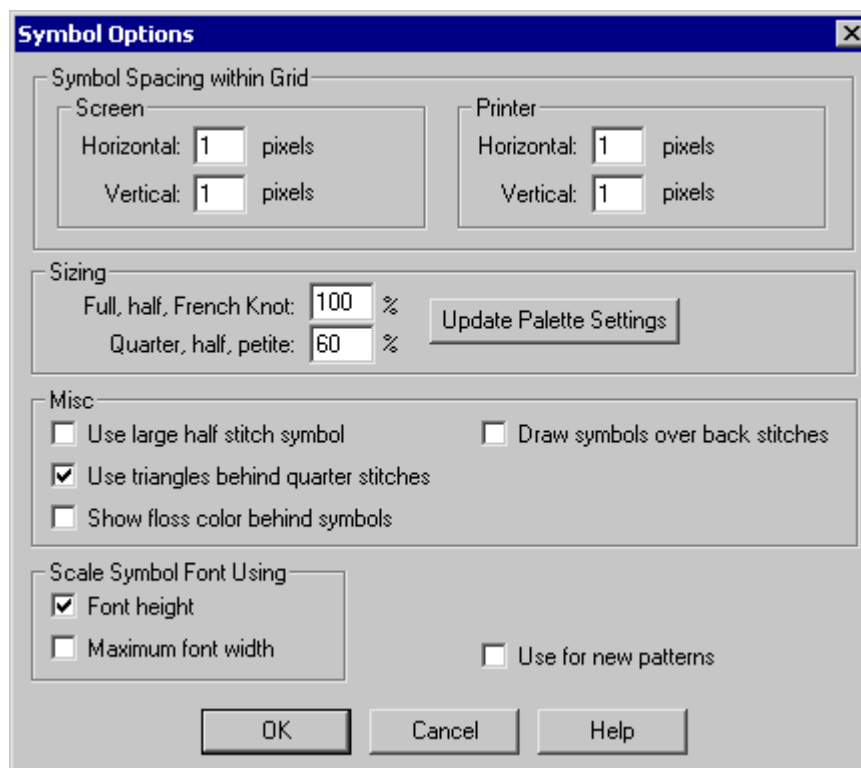 Symbol Options
Symbol Spacing within Grid
Screen
Horizontal: 1 pixels
Vertical: 1 pixels
Printer
Horizontal: 1 pixels
Vertical: 1 pixels
Sizing
Full, half, French Knot: 100 %
Quarter, half, petite: 60 %
Update Palette Settings
Misc
Use large half stitch symbol
Draw symbols over back stitches
Use triangles behind quarter stitches
Show floss color behind symbols
Scale Symbol Font Using
Font height
Maximum font width
Use for new patterns
OK
Cancel
Help